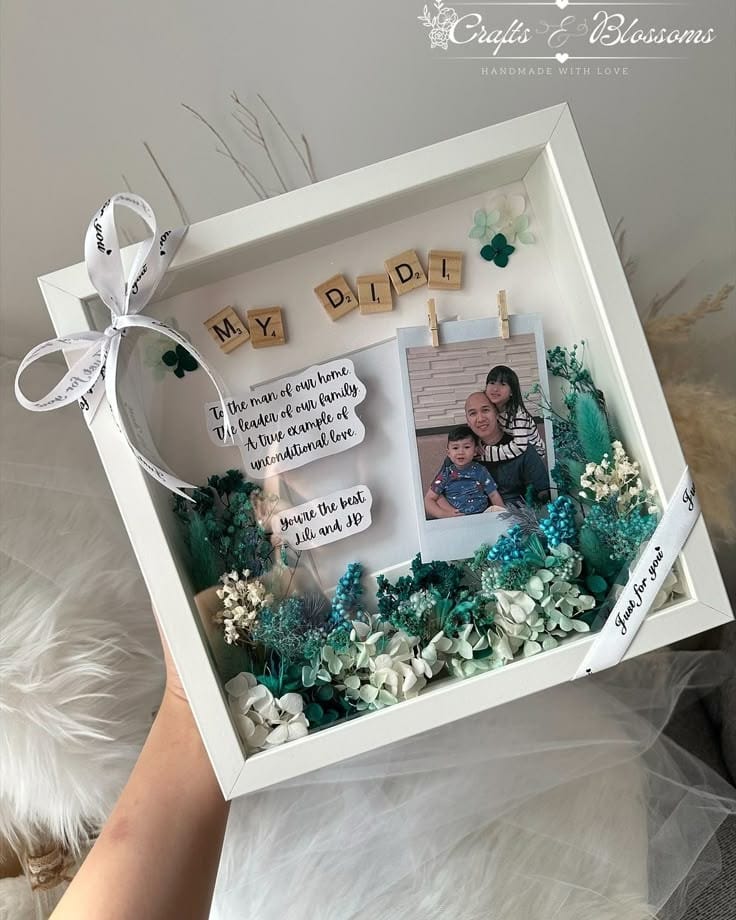 Crafts & Blossoms
HANDMADE WITH LOVE
MY DIDI
To the man of our home.
The leader of our family.
A true example of
unconditional love.
You're the best.
Lili and JD
Just for you